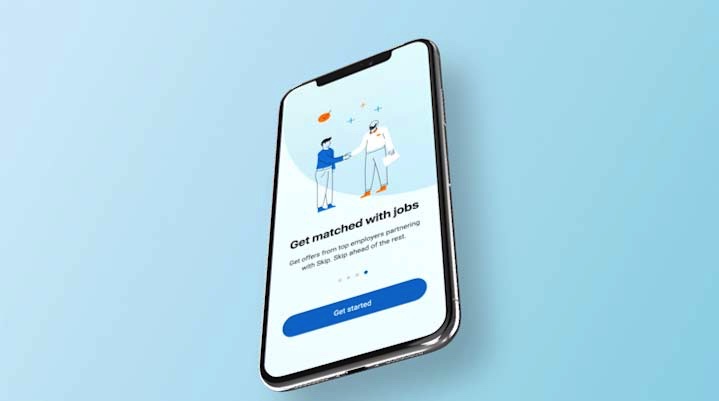 Get matched with jobs
Get offers from top employers partnering
with Skip. Skip ahead of the rest.
Get started